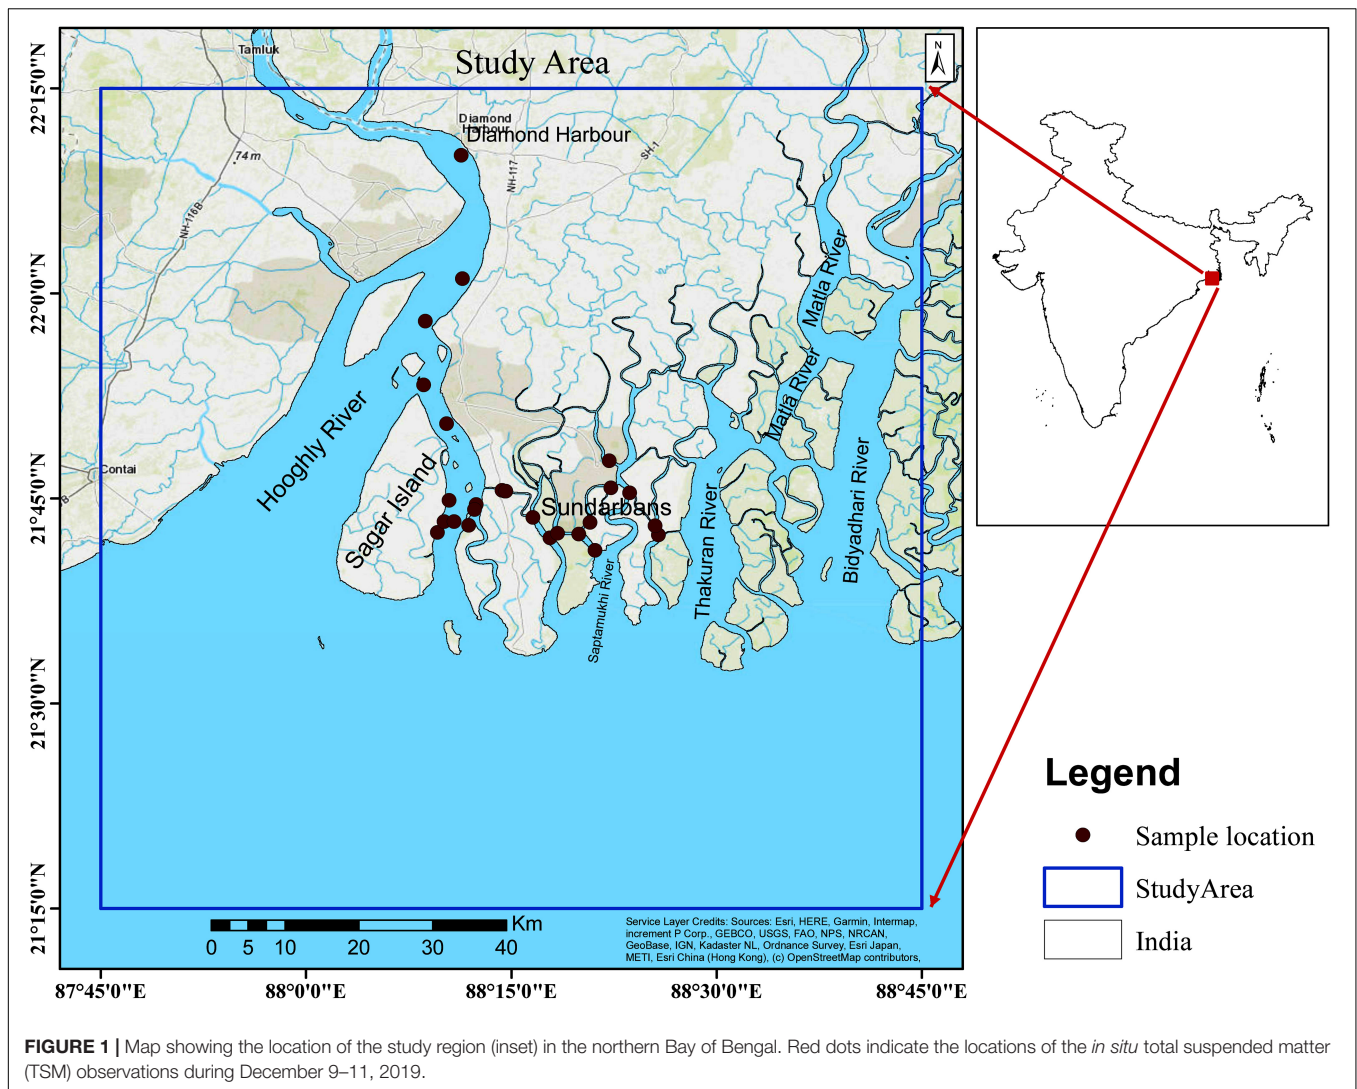 Study Area
N
Tamluk
Diamond
Harbour
Diamond Harbour
74 m
NH-116B
NH-117
SH-1
Matla River
Matla River
Hooghly River
Contai
B
Sagar Island
Sundarbans
Saptamukhi River
Thakuran River
Bidyadhari River
22°15'0"N
22°0'0"N
21°45'0"N
21°30'0"N
21°15'0"N
0 5 10 20 30 40
Km
Service Layer Credits: Sources: Esri, HERE, Garmin, Intermap,
increment P Corp., GEBCO, USGS, FAO, NPS, NRCAN,
GeoBase, IGN, Kadaster NL, Ordnance Survey, Esri Japan,
METI, Esri China (Hong Kong), (c) OpenStreetMap contributors,
87°45'0"E 88°0'0"E 88°15'0"E 88°30'0"E 88°45'0"E
Legend
Sample location
StudyArea
India
FIGURE 1 | Map showing the location of the study region (inset) in the northern Bay of Bengal. Red dots indicate the locations of the in situ total suspended matter
(TSM) observations during December 9–11, 2019.